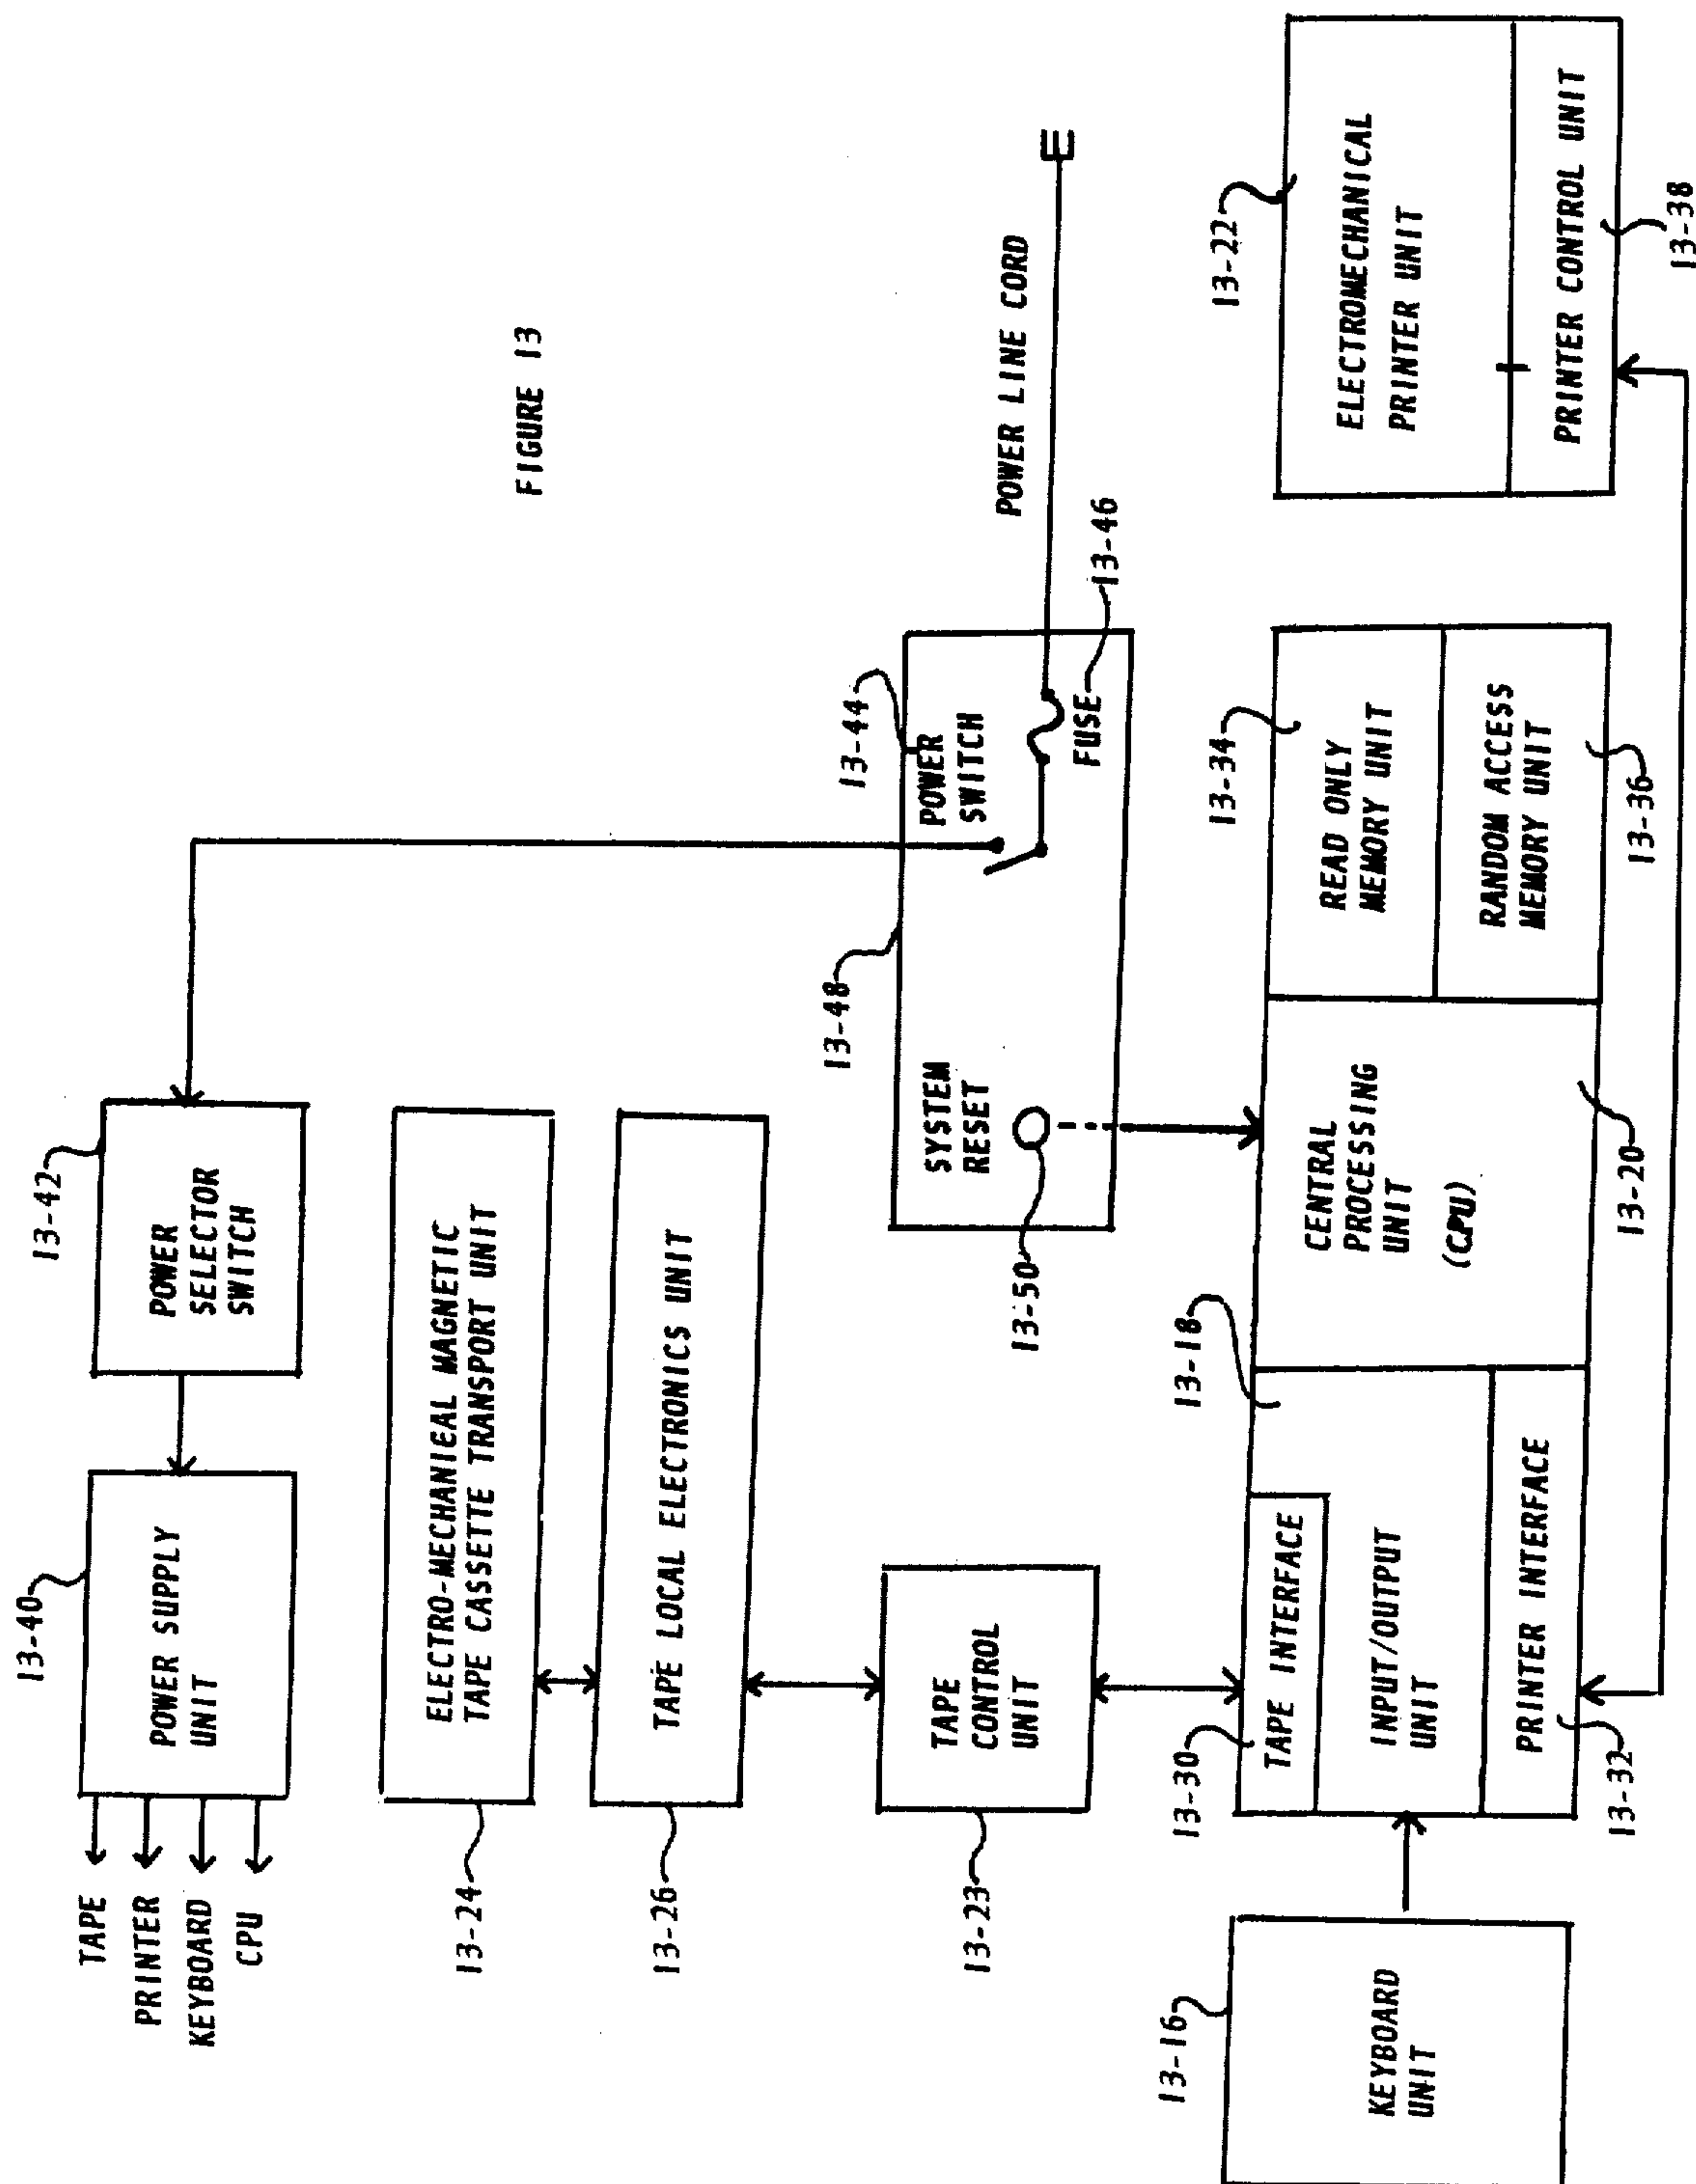 FIGURE 13
13-40
POWER SUPPLY
UNIT
TAPE
PRINTER
KEYBOARD
CPU
13-42
POWER
SELECTOR
SWITCH
ELECTRO-MECHANIEAL MAGNETIC
TAPE CASSETTE TRANSPORT UNIT
13-24
TAPE LOCAL ELECTRONICS UNIT
13-26
TAPE
CONTROL
UNIT
13-23
13-48
13-44
SYSTEM
RESET
POWER
SWITCH
FUSE
13-46
13-50
POWER LINE CORD
13-16
KEYBOARD
UNIT
13-30
TAPE INTERFACE
13-18
INPUT/OUTPUT
UNIT
PRINTER INTERFACE
13-32
CENTRAL
PROCESSING
UNIT
(CPU)
13-20
13-34
READ ONLY
MEMORY UNIT
RANDOM ACCESS
MEMORY UNIT
13-36
13-22
ELECTROMECHANICAL
PRINTER UNIT
PRINTER CONTROL UNIT
13-38